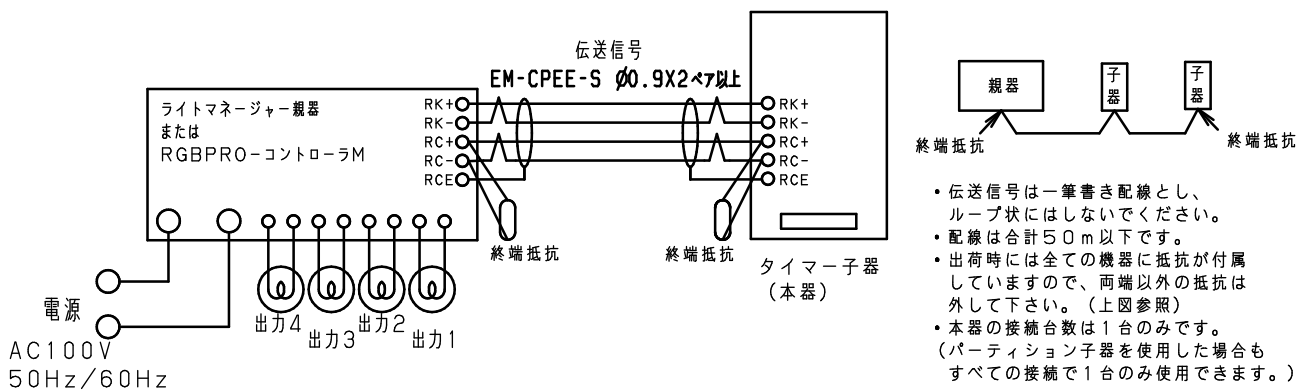 伝送信号
EM-CPEE-S φ0.9X2ペア以上
ライトマネージャー親器
または
RGBPRO-コントローラM
RK+
RK-
RC+
RC-
RCE
RK+
RK-
RC+
RC-
RCE
終端抵抗
終端抵抗
タイマー子器
(本器)
電源
AC100V
50Hz/60Hz
出力4
出力3
出力2
出力1
親器
子器
子器
終端抵抗
終端抵抗
・伝送信号は一筆書き配線とし、
ループ状にはしないでください。
・配線は合計50m以下です。
・出荷時には全ての機器に抵抗が付属
していますので、両端以外の抵抗は
外して下さい。(上図参照)
・本器の接続台数は1台のみです。
(パーティション子器を使用した場合も
すべての接続で1台のみ使用できます。)